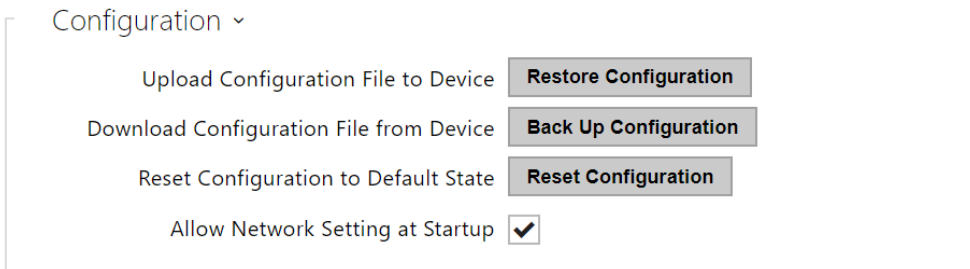 Configuration
Upload Configuration File to Device Restore Configuration
Download Configuration File from Device Back Up Configuration
Reset Configuration to Default State Reset Configuration
Allow Network Setting at Startup